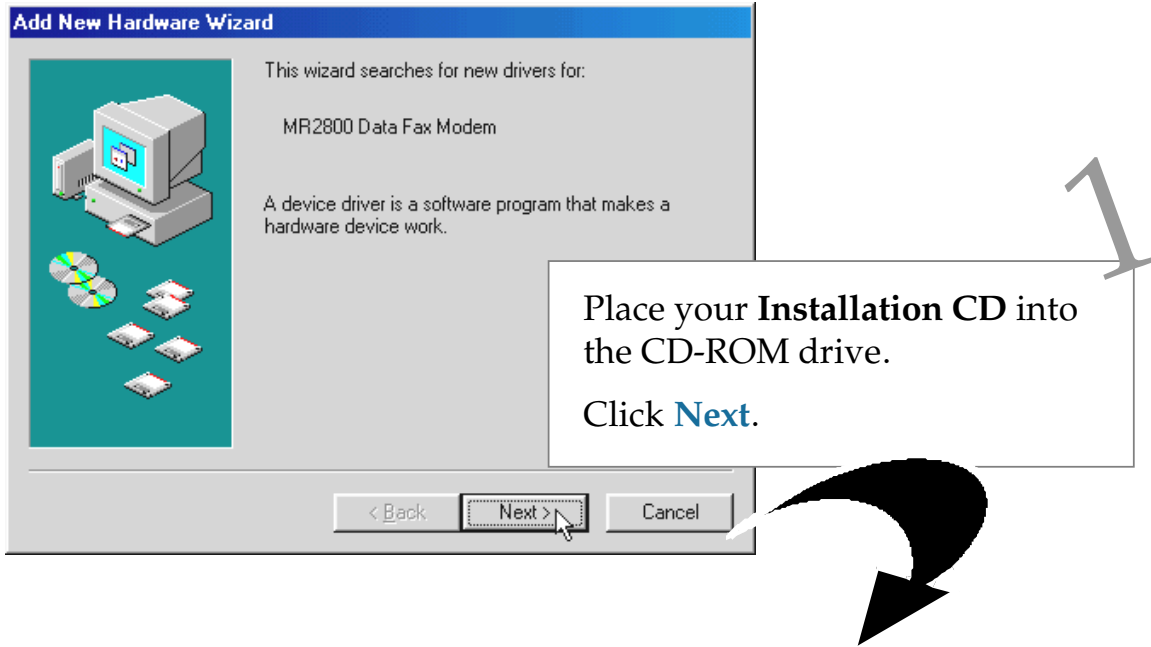 Add New Hardware Wizard
This wizard searches for new drivers for:
MR2800 Data Fax Modem
A device driver is a software program that makes a
hardware device work.
1
Place your Installation CD into
the CD-ROM drive.
Click Next.
< Back
Next >
Cancel